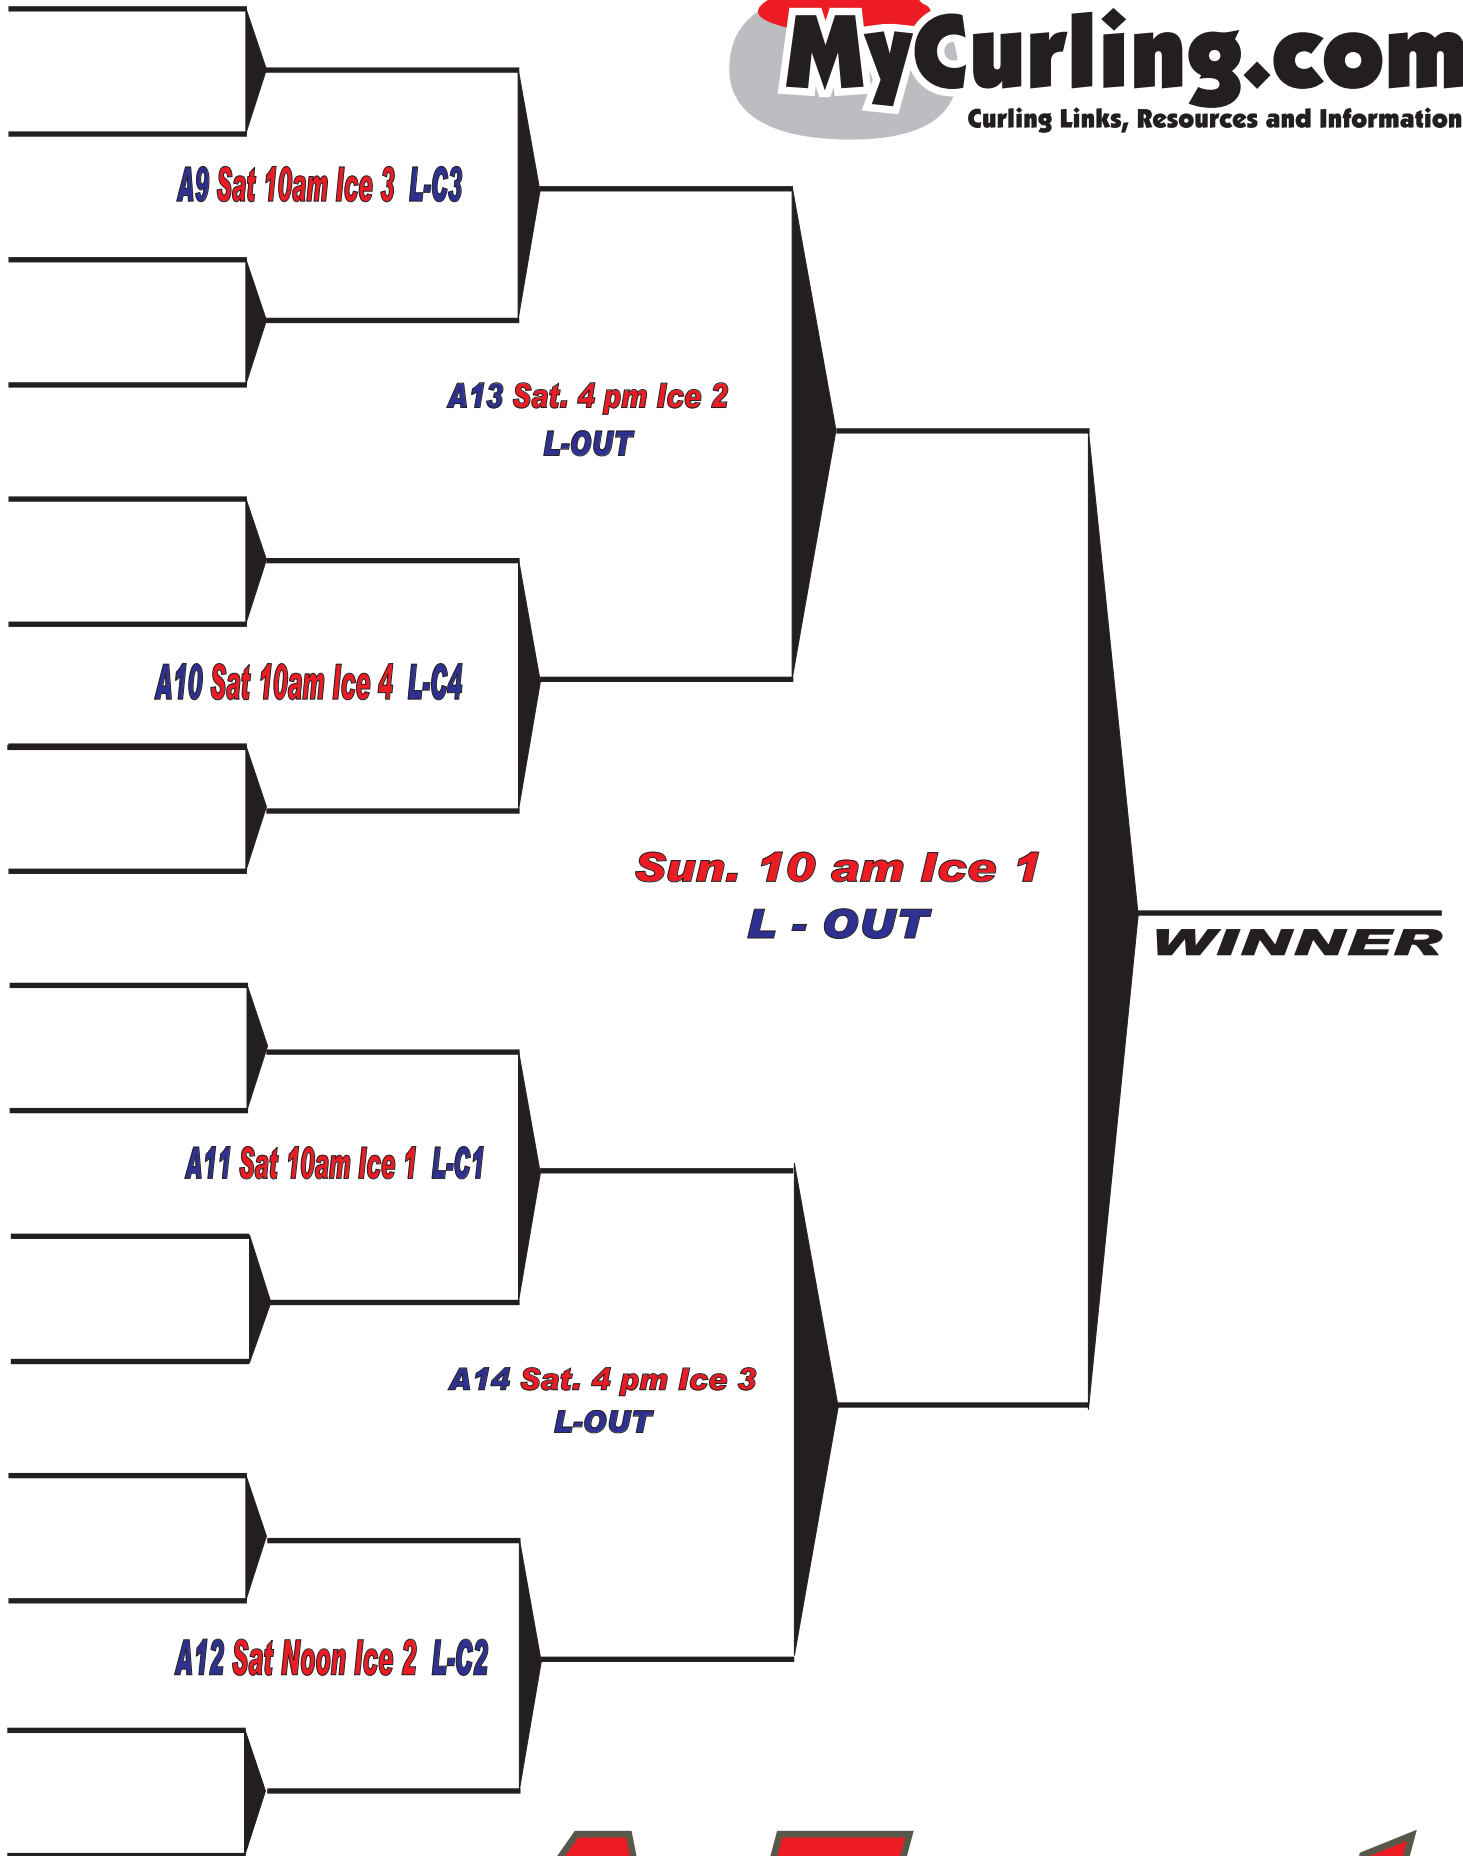 MyCurling.com
Curling Links, Resources and Information
A9 Sat 10am Ice 3 L-C3
A13 Sat. 4 pm Ice 2
L-OUT
A10 Sat 10am Ice 4 L-C4
Sun. 10 am Ice 1
L - OUT
WINNER
A11 Sat 10am Ice 1 L-C1
A14 Sat. 4 pm Ice 3
L-OUT
A12 Sat Noon Ice 2 L-C2